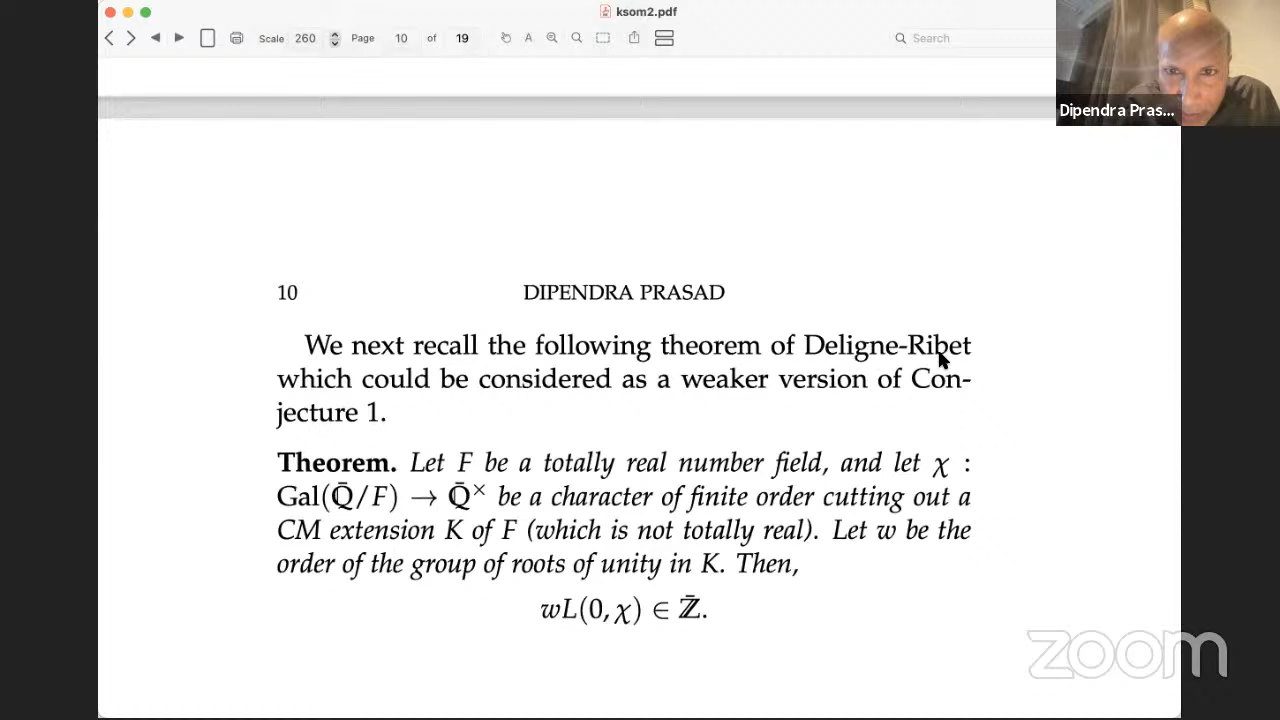 ksom2.pdf
Scale 260 Page 10 of 19 A Search
Dipendra Pras...
10 DIPENDRA PRASAD
We next recall the following theorem of Deligne-Ribet
which could be considered as a weaker version of Con-
jecture 1.
Theorem. Let F be a totally real number field, and let χ :
Gal(Q̄/F) → Q̄× be a character of finite order cutting out a
CM extension K of F (which is not totally real). Let w be the
order of the group of roots of unity in K. Then,
wL(0, χ) ∈ Z̄.
zoom